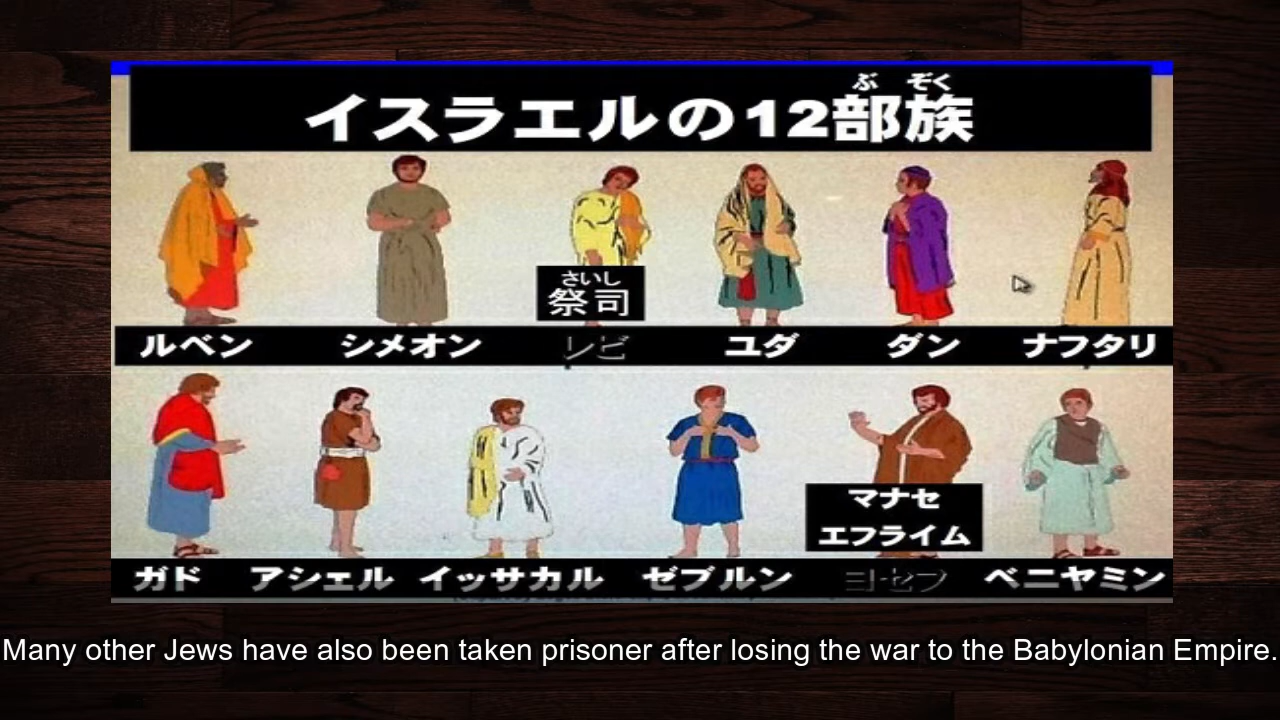 ぶ ぞく
イスラエルの12部族
さいし
祭司
ルベン シメオン レビ ユダ ダン ナフタリ
マナセ
エフライム
ガド アシェル イッサカル ゼブルン ヨセフ ベニヤミン
Many other Jews have also been taken prisoner after losing the war to the Babylonian Empire.